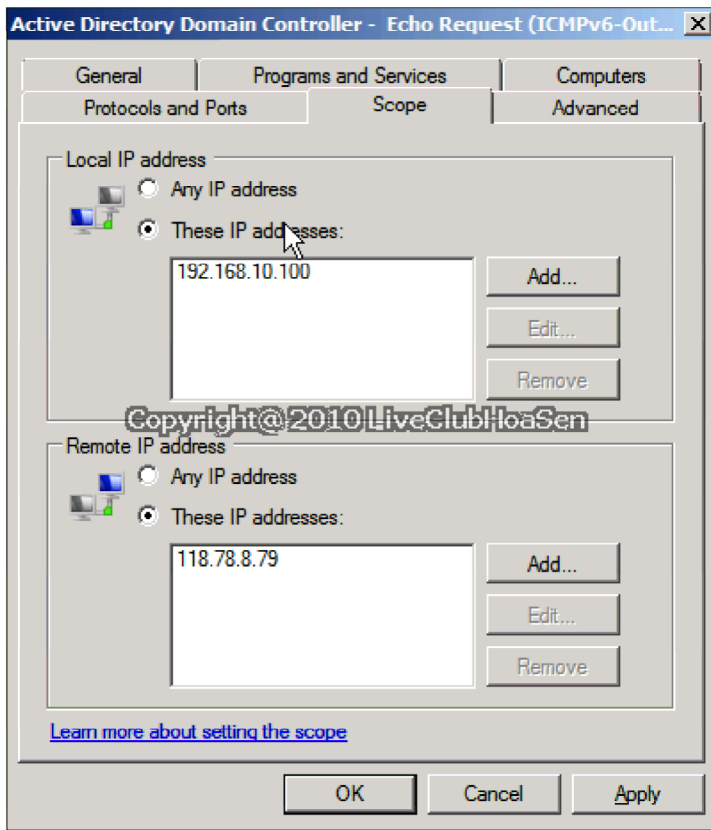 Active Directory Domain Controller - Echo Request (ICMPv6-Out...
General Programs and Services Computers
Protocols and Ports Scope Advanced
Local IP address
Any IP address
These IP addresses:
192.168.10.100
Add...
Edit...
Remove
Copyright@2010 LiveClubHoaSen
Remote IP address
Any IP address
These IP addresses:
118.78.8.79
Add...
Edit...
Remove
Learn more about setting the scope
OK Cancel Apply